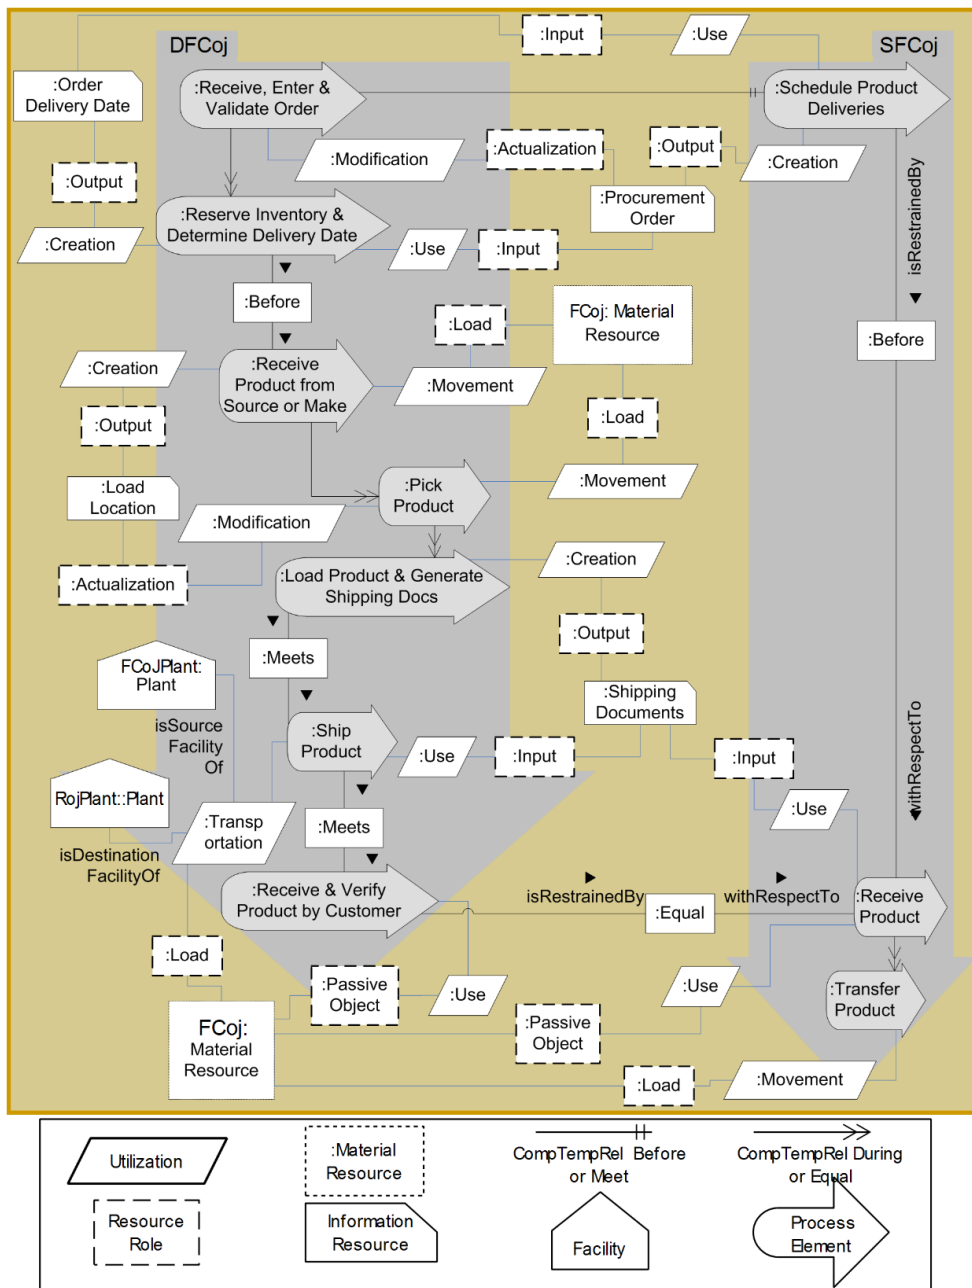 :Input
:Use
DFCoj
SFCoj
:Order
Delivery Date
:Receive, Enter &
Validate Order
:Schedule Product
Deliveries
:Modification
:Actualization
:Output
:Creation
:Output
:Procurement
Order
:Reserve Inventory &
Determine Delivery Date
:Creation
:Use
:Input
isRestrainedBy
:Before
:Load
FCoj: Material
Resource
:Before
:Creation
:Receive
Product from
Source or Make
:Movement
:Output
:Load
:Load
Location
:Pick
Product
:Movement
:Modification
:Actualization
:Load Product & Generate
Shipping Docs
:Creation
:Output
:Meets
FCoJPlant:
Plant
:Shipping
Documents
isSource
Facility
Of
:Ship
Product
:Use
:Input
:Input
withRespectTo
RojPlant::Plant
:Transp
ortation
:Meets
:Use
isDestination
FacilityOf
:Receive & Verify
Product by Customer
isRestrainedBy
:Equal
withRespectTo
:Receive
Product
:Load
:Passive
Object
:Use
:Use
:Transfer
Product
FCoj:
Material
Resource
:Passive
Object
:Load
:Movement
Utilization
:Material
Resource
CompTempRel Before
or Meet
CompTempRel During
or Equal
Resource
Role
Information
Resource
Facility
Process
Element